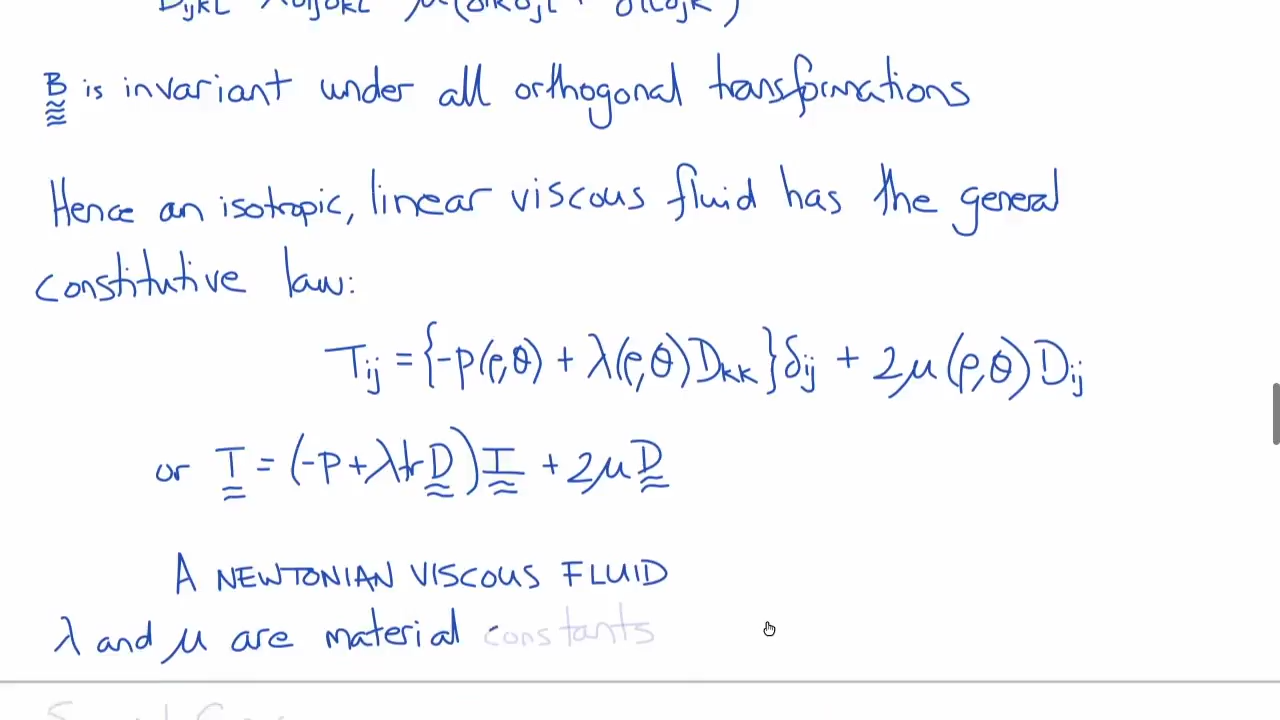 B is invariant under all orthogonal transformations
Hence an isotropic, linear viscous fluid has the general
constitutive law:
Tij = {-p(ρ,θ) + λ(ρ,θ)Dkk}δij + 2μ(ρ,θ)Dij
or T = (-p+λtrD)I + 2μD
A NEWTONIAN VISCOUS FLUID
λ and μ are material constants